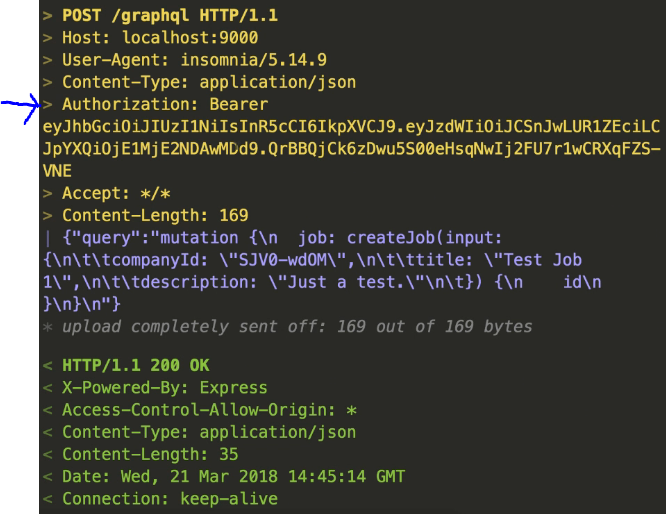 > POST /graphql HTTP/1.1
> Host: localhost:9000
> User-Agent: insomnia/5.14.9
> Content-Type: application/json
> Authorization: Bearer
eyJhbGciOiJIUzI1NiIsInR5cCI6IkpXVCJ9.eyJzdWIiOiJCSnJwLUR1ZEciLC
JpYXQiOjE1MjE2NDAwMDd9.QrBBQjCk6zDwu5S00eHsqNwIj2FU7r1wCRXqFZS-
VNE
> Accept: */*
> Content-Length: 169
| {"query":"mutation {\n  job: createJob(input:
{\n\t\tcompanyId: \"SJV0-wdOM\",\n\t\ttitle: \"Test Job
1\",\n\t\tdescription: \"Just a test.\"\n\t}) {\n    id\n
}\n}\n"}
* upload completely sent off: 169 out of 169 bytes
< HTTP/1.1 200 OK
< X-Powered-By: Express
< Access-Control-Allow-Origin: *
< Content-Type: application/json
< Content-Length: 35
< Date: Wed, 21 Mar 2018 14:45:14 GMT
< Connection: keep-alive